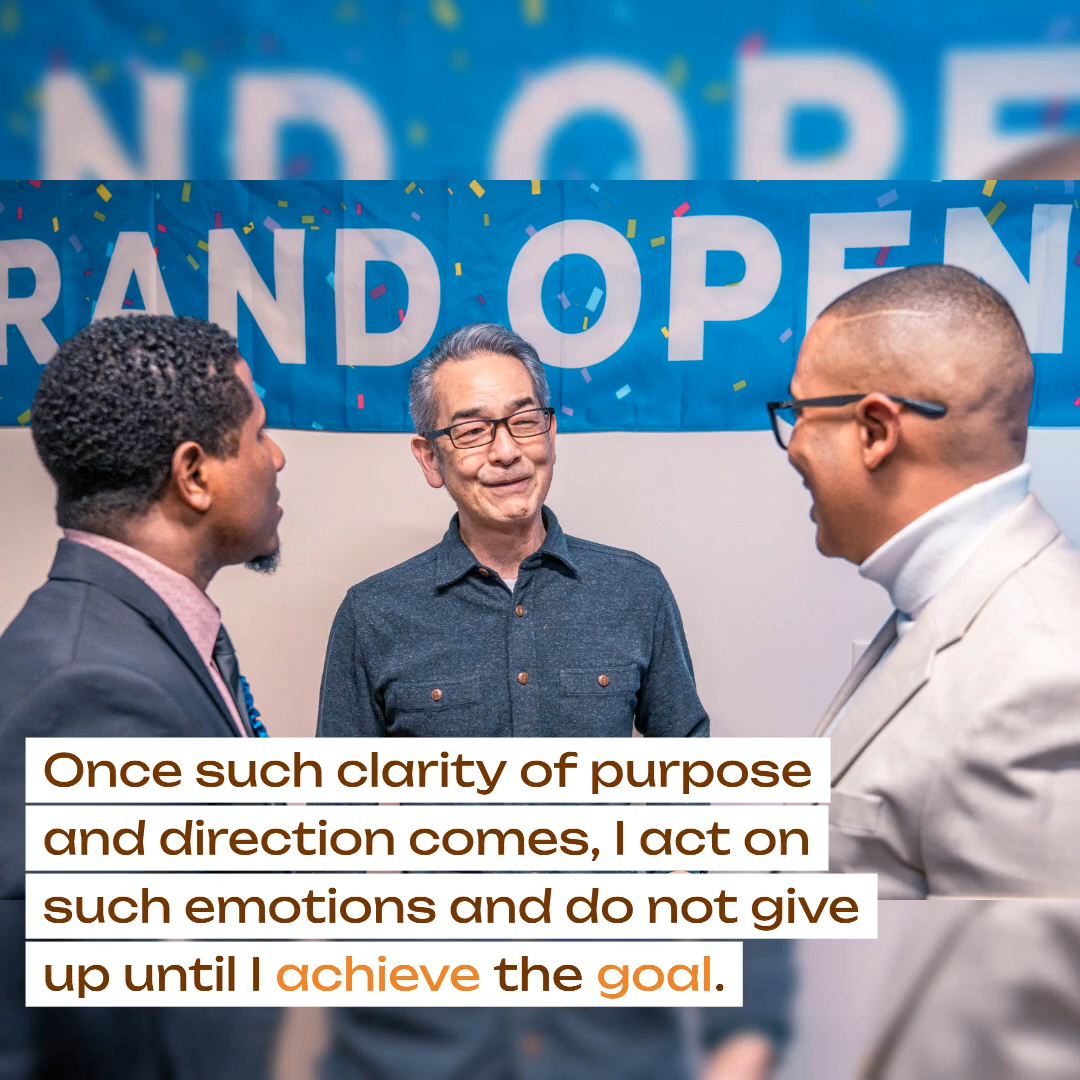 ND OPE
RAND OPEN
Once such clarity of purpose
and direction comes, I act on
such emotions and do not give
up until I achieve the goal.